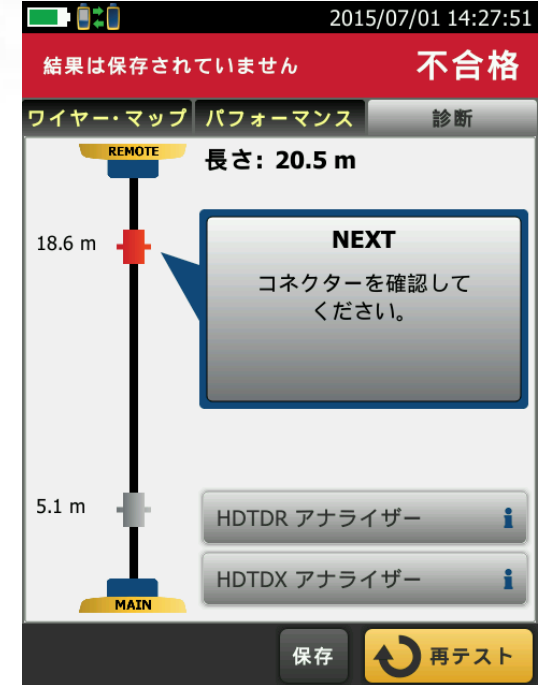 2015/07/01 14:27:51
結果は保存されていません
不合格
ワイヤー・マップ
パフォーマンス
診断
REMOTE
長さ: 20.5 m
18.6 m
NEXT
コネクターを確認して
ください。
5.1 m
HDTDR アナライザー
HDTDX アナライザー
MAIN
保存
再テスト